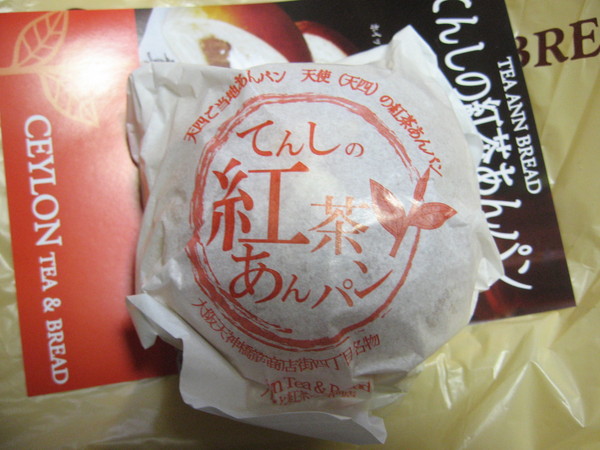 BRE
てんしの紅茶あんパン
TEA ANN BREAD
CEYLON TEA & BREAD
天四ご当地あんパン 天使(天四)の紅茶あんパン
てんしの
紅茶
あんパン
大阪天神橋筋商店街四丁目名物
Tea &